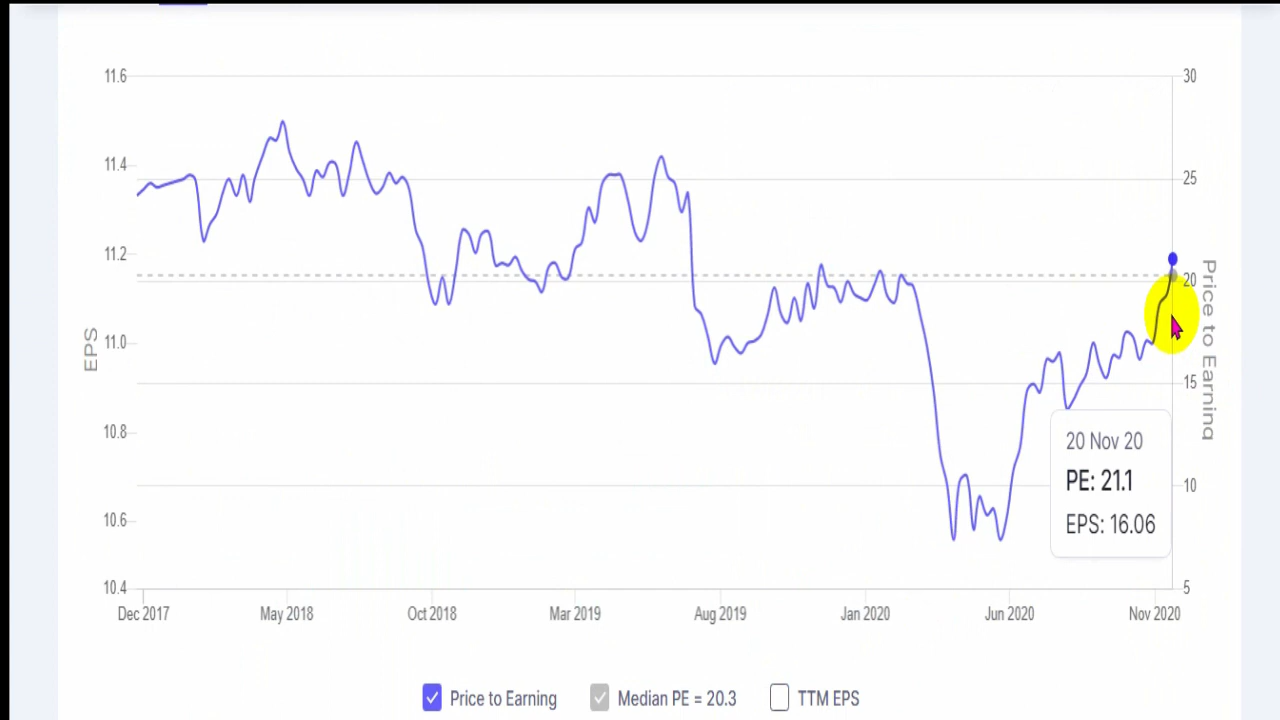 11.6
11.4
11.2
11.0
10.8
10.6
10.4
EPS
30
25
20
15
10
5
Price to Earning
20 Nov 20
PE: 21.1
EPS: 16.06
Dec 2017 May 2018 Oct 2018 Mar 2019 Aug 2019 Jan 2020 Jun 2020 Nov 2020
Price to Earning Median PE = 20.3 TTM EPS